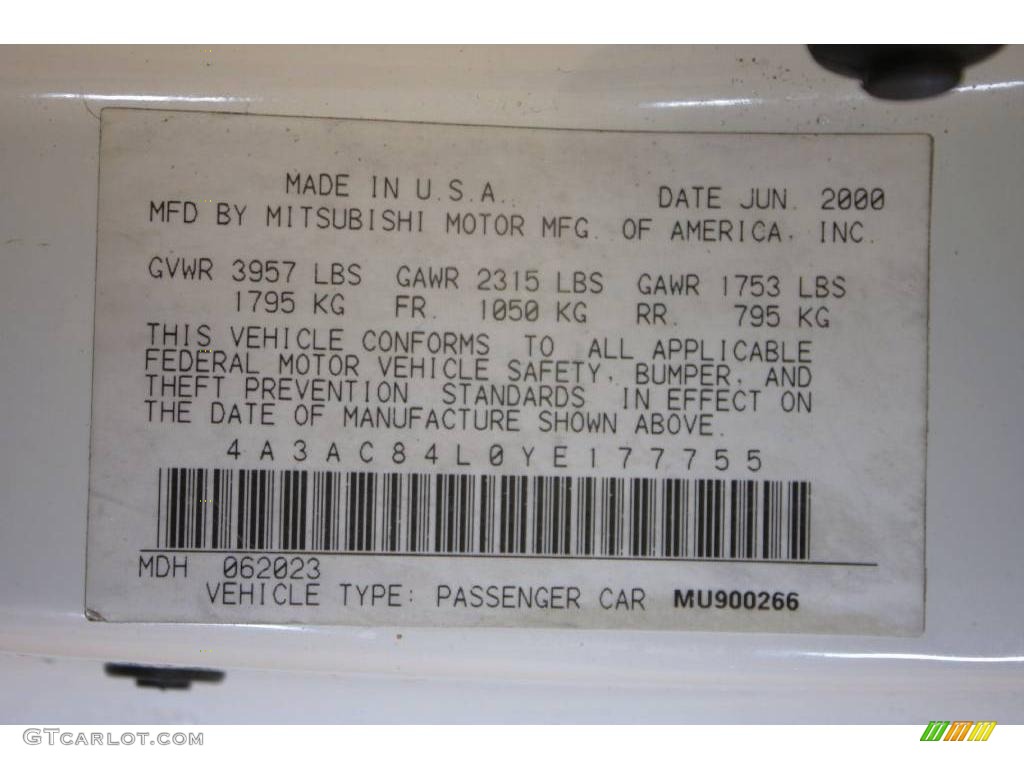 MADE IN U.S.A. DATE JUN. 2000
MFD BY MITSUBISHI MOTOR MFG. OF AMERICA, INC.
GVWR 3957 LBS GAWR 2315 LBS GAWR 1753 LBS
1795 KG FR. 1050 KG RR. 795 KG
THIS VEHICLE CONFORMS TO ALL APPLICABLE
FEDERAL MOTOR VEHICLE SAFETY, BUMPER, AND
THEFT PREVENTION STANDARDS IN EFFECT ON
THE DATE OF MANUFACTURE SHOWN ABOVE.
4A3AC84L0YE177755
MDH 062023
VEHICLE TYPE: PASSENGER CAR MU900266
GTCARLOT.COM